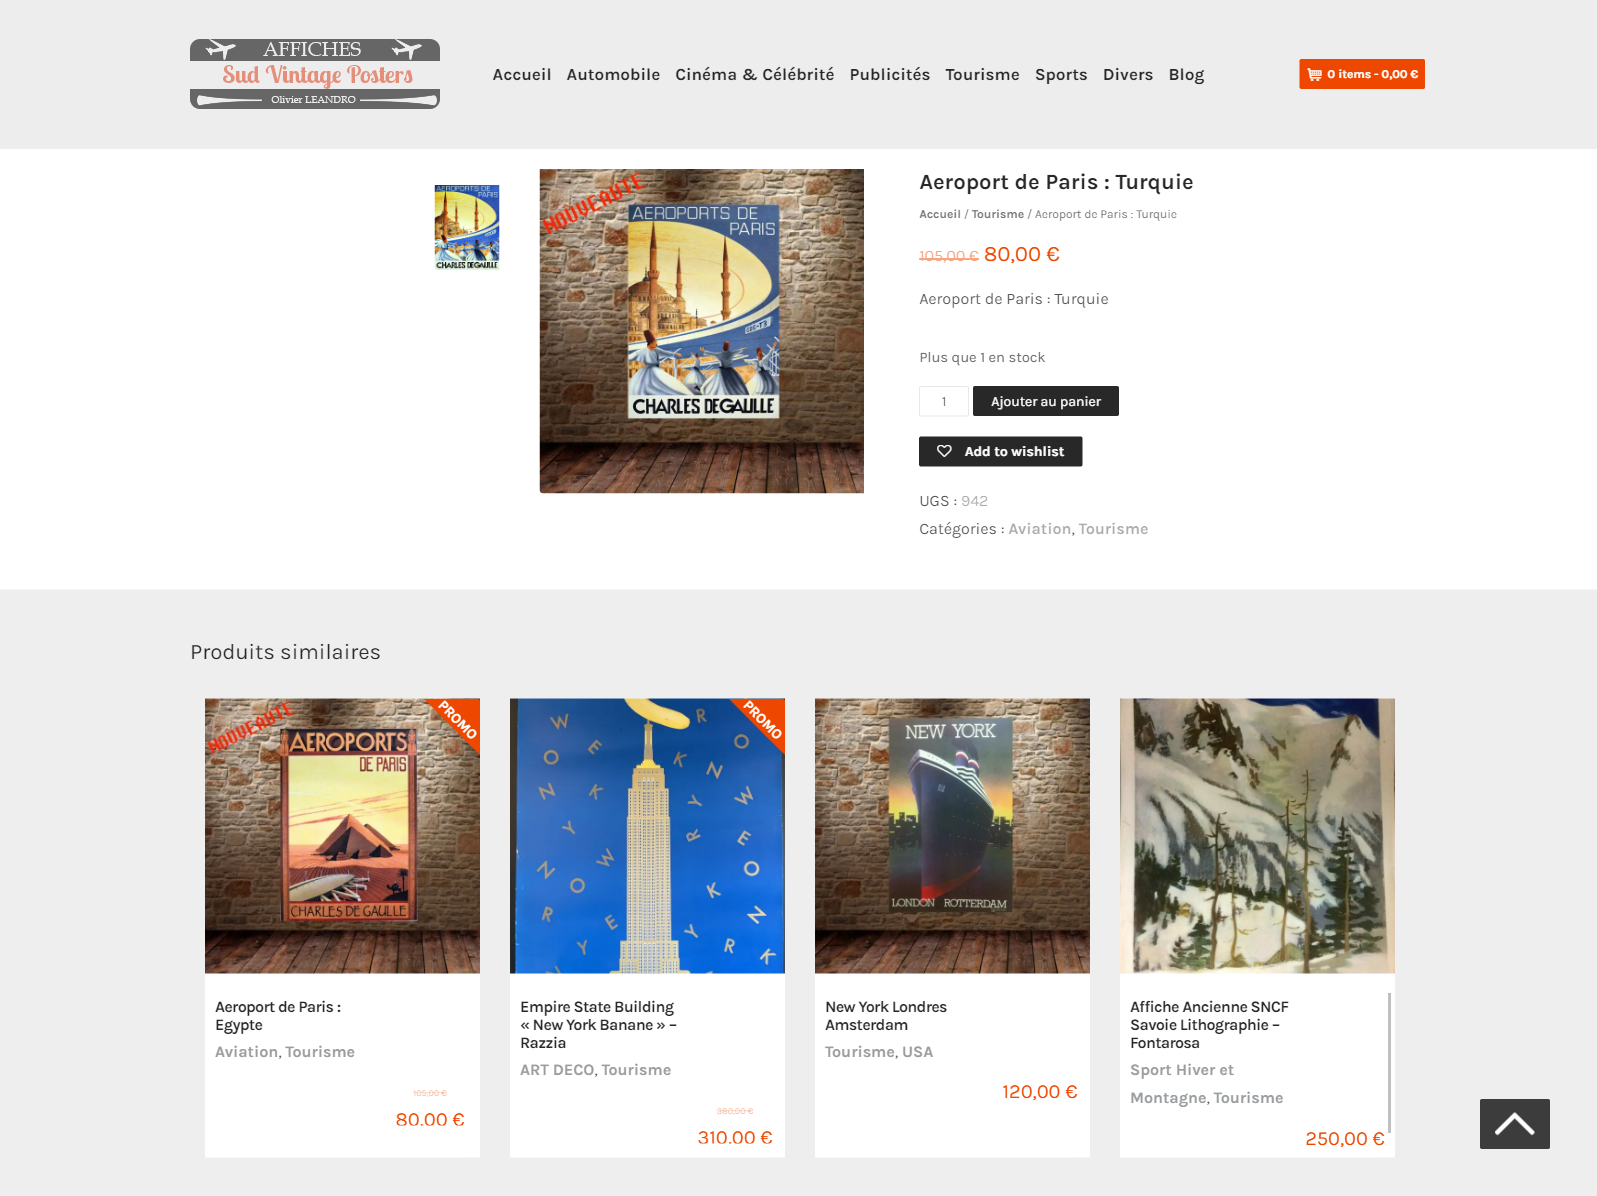 AFFICHES
Sud Vintage Posters
Olivier LEANDRO
Accueil Automobile Cinéma & Célébrité Publicités Tourisme Sports Divers Blog
0 items - 0,00 €
AEROPORTS DE
PARIS
CHARLES DE GAULLE
NOUVEAUTE
AEROPORTS DE
PARIS
CHARLES DE GAULLE
Aeroport de Paris : Turquie
Accueil / Tourisme / Aeroport de Paris : Turquie
105,00 € 80,00 €
Aeroport de Paris : Turquie
Plus que 1 en stock
1
Ajouter au panier
Add to wishlist
UGS : 942
Catégories : Aviation, Tourisme
Produits similaires
NOUVEAUTE
PROMO
AEROPORTS
DE PARIS
CHARLES DE GAULLE
Aeroport de Paris :
Egypte
Aviation, Tourisme
105,00 €
80,00 €
PROMO
NEW YORK
Empire State Building
« New York Banane » –
Razzia
ART DECO, Tourisme
380,00 €
310,00 €
NEW YORK
LONDON ROTTERDAM
New York Londres
Amsterdam
Tourisme, USA
120,00 €
Affiche Ancienne SNCF
Savoie Lithographie –
Fontarosa
Sport Hiver et
Montagne, Tourisme
250,00 €